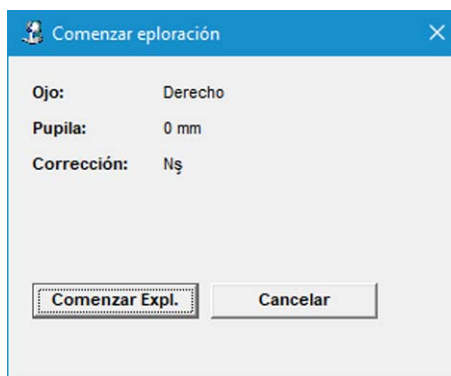 Comenzar eploración
Ojo: Derecho
Pupila: 0 mm
Corrección: Nş
Comenzar Expl. Cancelar